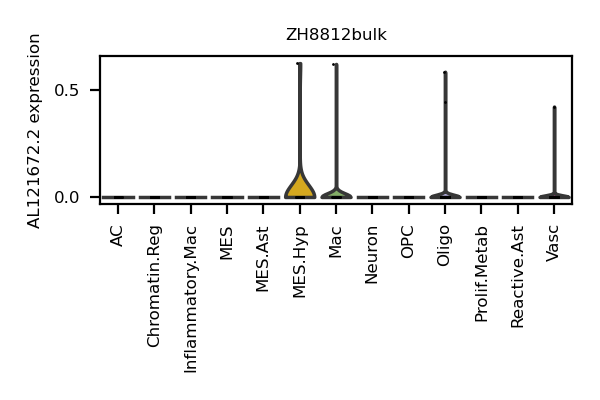 ZH8812bulk
AL121672.2 expression
0.5
0.0
AC
Chromatin.Reg
Inflammatory.Mac
MES
MES.Ast
MES.Hyp
Mac
Neuron
OPC
Oligo
Prolif.Metab
Reactive.Ast
Vasc